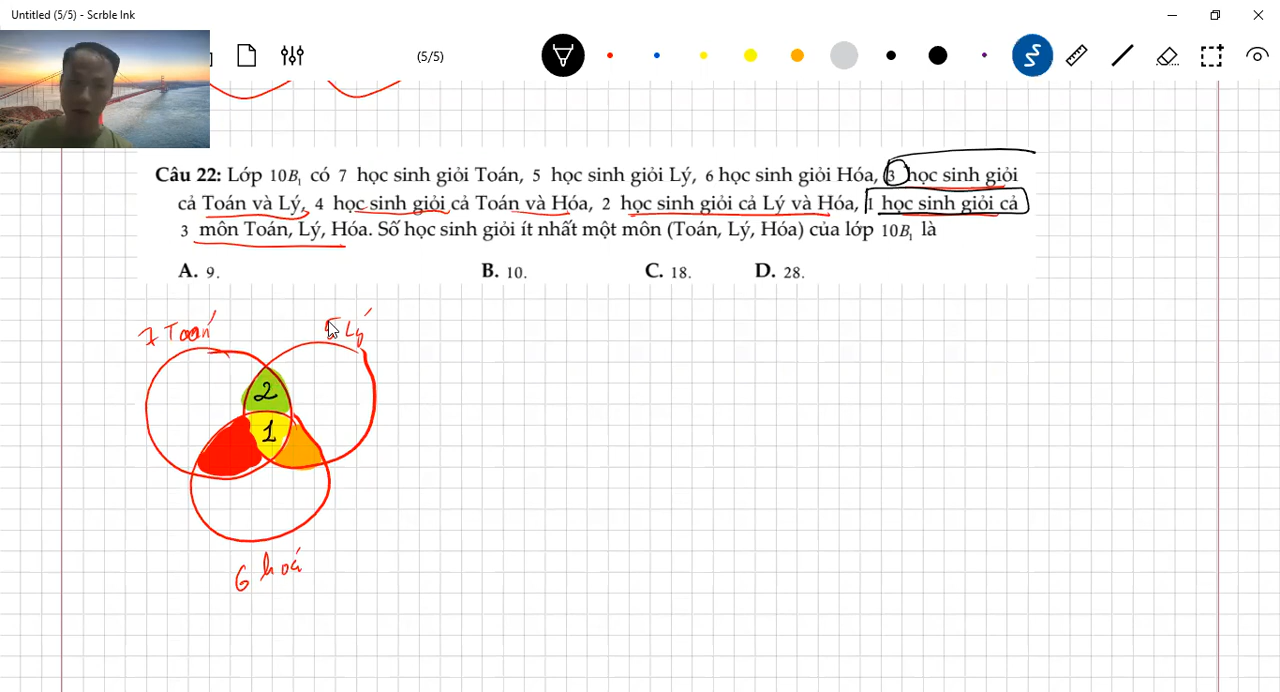 Untitled (5/5) - Scrble Ink
(5/5)
Câu 22: Lớp 10B₁ có 7 học sinh giỏi Toán, 5 học sinh giỏi Lý, 6 học sinh giỏi Hóa, 3 học sinh giỏi
cả Toán và Lý, 4 học sinh giỏi cả Toán và Hóa, 2 học sinh giỏi cả Lý và Hóa, 1 học sinh giỏi cả
3 môn Toán, Lý, Hóa. Số học sinh giỏi ít nhất một môn (Toán, Lý, Hóa) của lớp 10B₁ là
A. 9. B. 10. C. 18. D. 28.
7 Toán 5 Lý
2
1
6 hoá